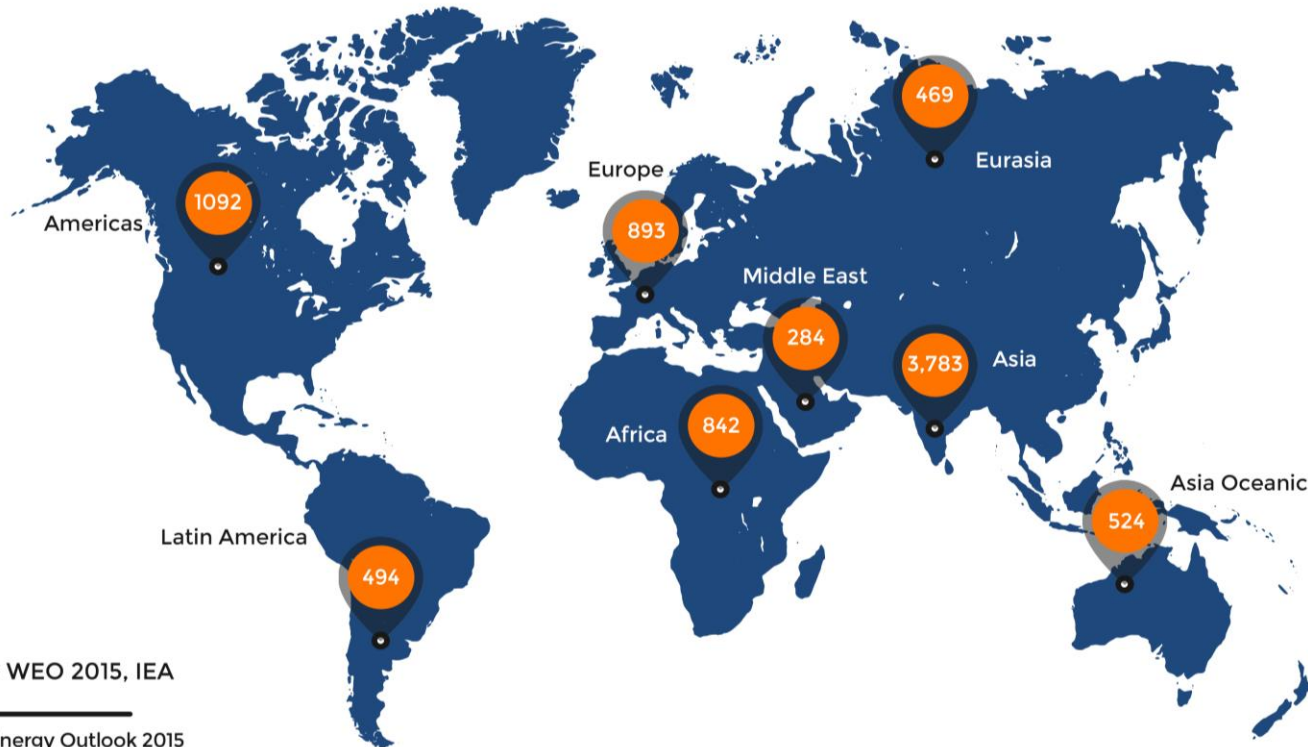 469
Eurasia
Europe
1092
Americas
893
Middle East
284
3,783
Asia
842
Africa
Asia Oceanic
524
Latin America
494
WEO 2015, IEA
Outlook 2015